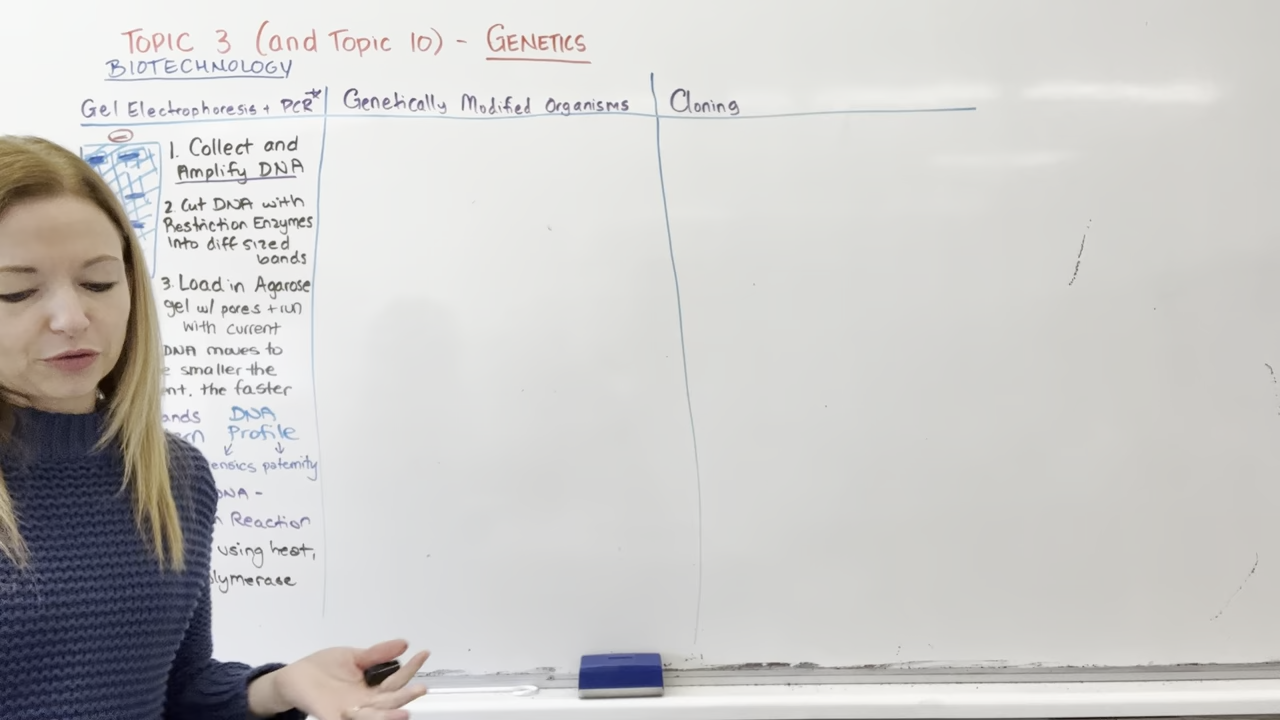 TOPIC 3 (and Topic 10) - GENETICS
BIOTECHNOLOGY
Gel Electrophoresis + PCR*
Genetically Modified Organisms
Cloning
1. Collect and
Amplify DNA
2. Cut DNA with
Restriction Enzymes
Into diff sized
bands
3. Load in Agarose
gel w/ pores + run
with current
DNA moves to
smaller the
the faster
DNA
Profile
↓ ↓
paternity
DNA -
Reaction
using heat,